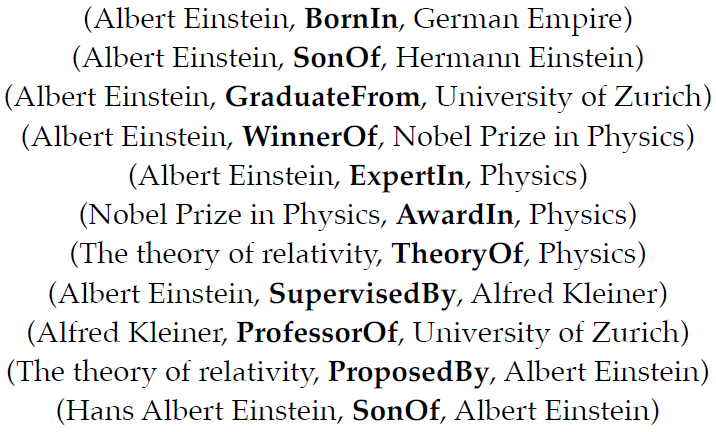 (Albert Einstein, BornIn, German Empire)
(Albert Einstein, SonOf, Hermann Einstein)
(Albert Einstein, GraduateFrom, University of Zurich)
(Albert Einstein, WinnerOf, Nobel Prize in Physics)
(Albert Einstein, ExpertIn, Physics)
(Nobel Prize in Physics, AwardIn, Physics)
(The theory of relativity, TheoryOf, Physics)
(Albert Einstein, SupervisedBy, Alfred Kleiner)
(Alfred Kleiner, ProfessorOf, University of Zurich)
(The theory of relativity, ProposedBy, Albert Einstein)
(Hans Albert Einstein, SonOf, Albert Einstein)